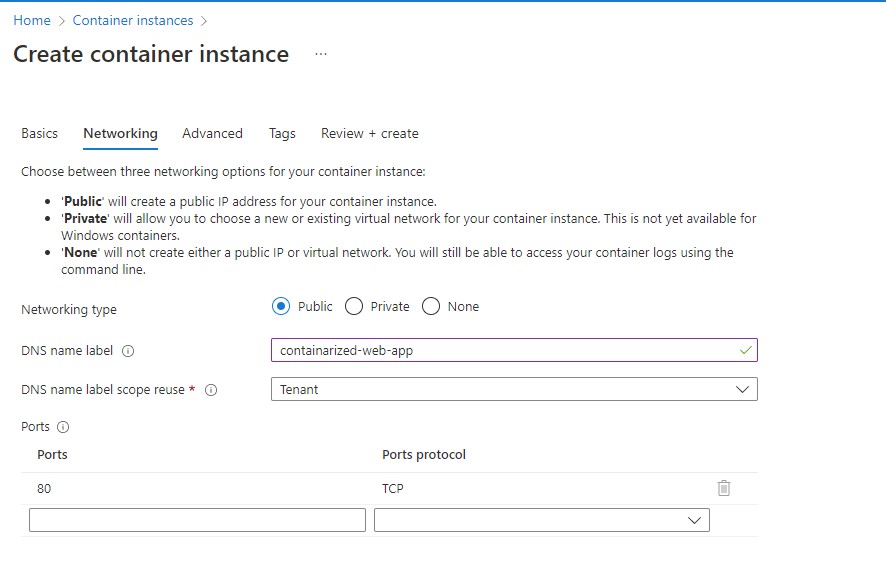 Home > Container instances >
Create container instance ...
Basics Networking Advanced Tags Review + create
Choose between three networking options for your container instance:
• 'Public' will create a public IP address for your container instance.
• 'Private' will allow you to choose a new or existing virtual network for your container instance. This is not yet available for
Windows containers.
• 'None' will not create either a public IP or virtual network. You will still be able to access your container logs using the
command line.
Networking type Public Private None
DNS name label containarized-web-app
DNS name label scope reuse * Tenant
Ports
Ports Ports protocol
80 TCP